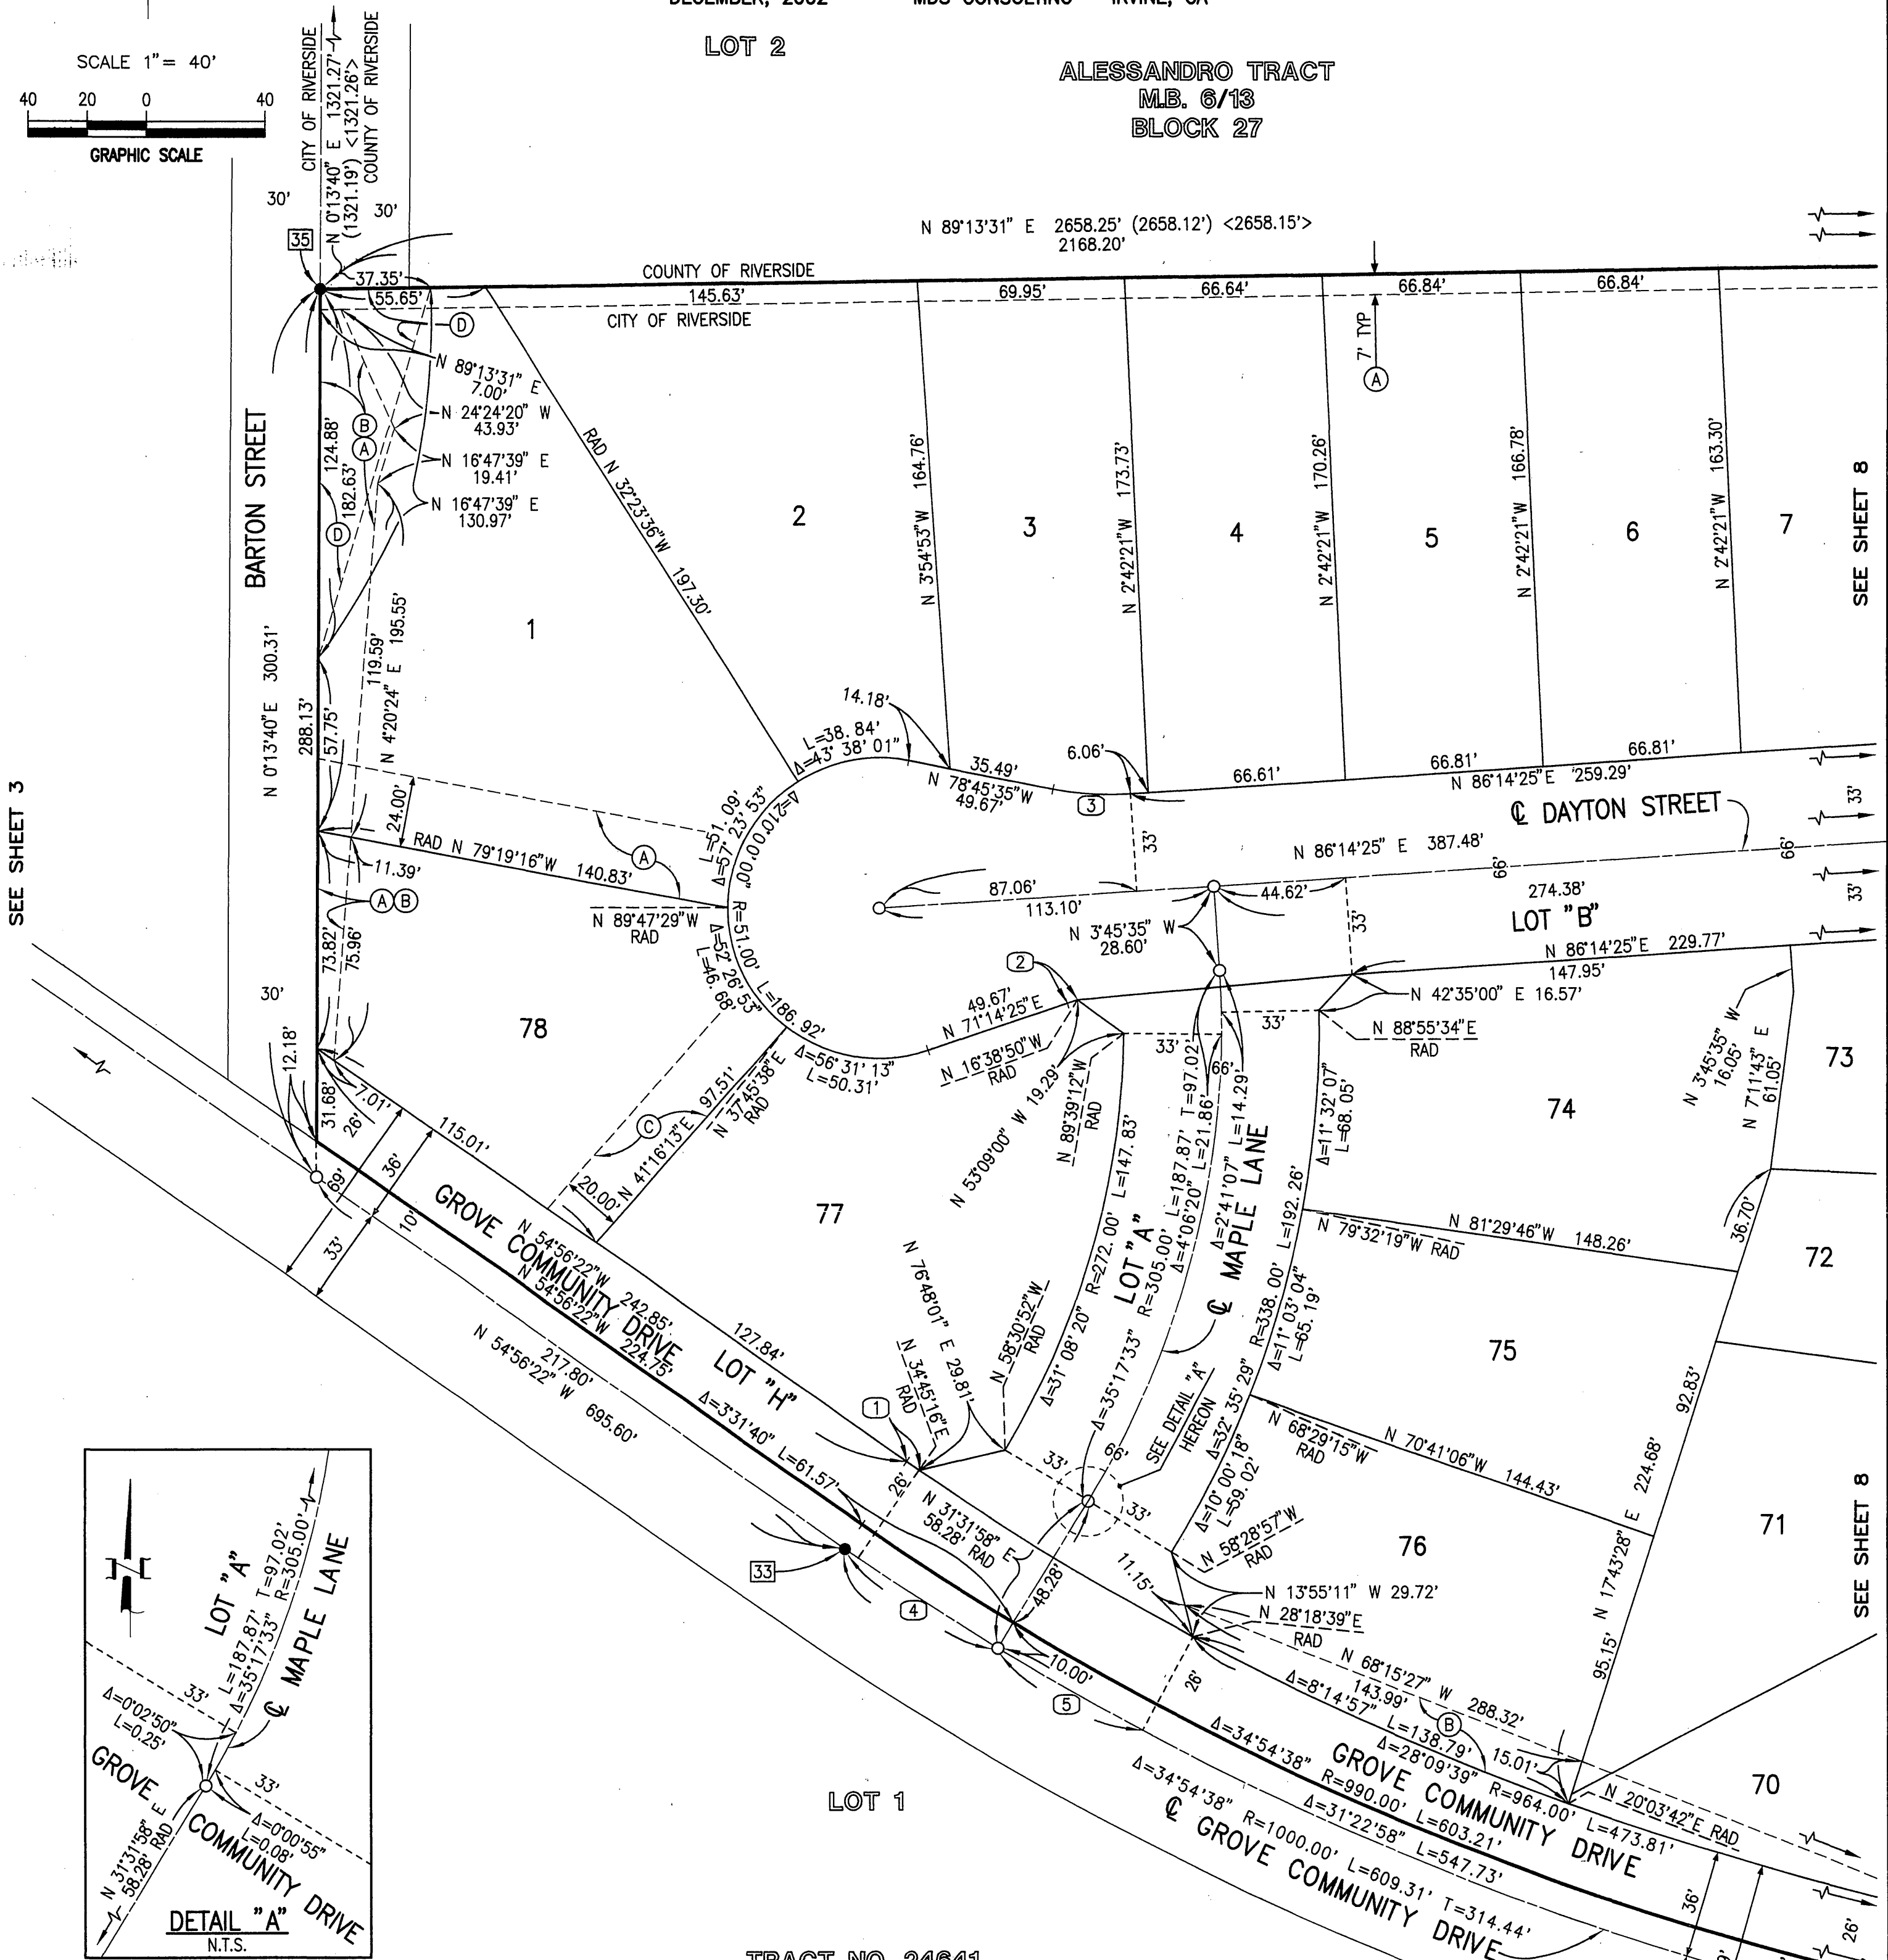 LOT 2
SCALE 1"= 40'
40 20 0 40
GRAPHIC SCALE
ALESSANDRO TRACT
M.B. 6/13
BLOCK 27
CITY OF RIVERSIDE
N 0°13'40" E 1321.27'
(1321.19') <1321.26'>
COUNTY OF RIVERSIDE
30'
30'
35
N 89°13'31" E 2658.25' (2658.12') <2658.15'>
2168.20'
COUNTY OF RIVERSIDE
CITY OF RIVERSIDE
37.35'
55.65'
145.63'
69.95'
66.64'
66.84'
66.84'
D
7' TYP
A
N 89°13'31" E
7.00'
N 24°24'20" W
43.93'
N 16°47'39" E
19.41'
N 16°47'39" E
130.97'
B
A
D
124.88'
182.63'
BARTON STREET
N 0°13'40"E 300.31'
288.13'
57.75'
119.59'
N 4°20'24" E 195.55'
RAD N 32°23'36"W 197.30'
N 3°54'53"W 164.76'
N 2°42'21"W 173.73'
N 2°42'21"W 170.26'
N 2°42'21"W 166.78'
N 2°42'21"W 163.30'
1
2
3
4
5
6
7
SEE SHEET 8
SEE SHEET 3
14.18'
L=38.84'
Δ=43°38'01"
35.49'
N 78°45'35"W
49.67'
6.06'
3
66.61'
66.81'
66.81'
N 86°14'25"E 259.29'
℄ DAYTON STREET
33'
33'
N 86°14'25" E 387.48'
66'
66'
274.38'
LOT "B"
33'
24.00'
RAD N 79°19'16"W 140.83'
A
11.39'
A B
L=51.09'
Δ=57°23'53"
Δ=210°00'00"
R=51.00'
L=186.92'
N 89°47'29"W
RAD
Δ=52°26'53"
L=46.68'
Δ=56°31'13"
L=50.31'
87.06'
113.10'
44.62'
N 3°45'35" W
28.60'
33'
N 86°14'25"E 229.77'
147.95'
N 42°35'00" E 16.57'
2
49.67'
N 71°14'25"E
N 16°38'50"W
RAD
33'
33'
66'
N 88°55'34"E
RAD
N 53°09'00" W 19.29'
N 89°39'12"W
RAD
73.82'
75.96'
30'
12.18'
31.68'
7.01'
26'
69'
36'
10'
33'
115.01'
78
97.51'
N 37°45'38"E
RAD
C
N 41°16'13"E
20.00'
77
N 3°45'35" W
16.05'
N 7°11'43" E
61.05'
73
74
Δ=11°32'07"
L=68.05'
Δ=31°08'20" R=272.00' L=147.83'
LOT "A"
Δ=35°17'33" R=305.00' L=187.87' T=97.02'
Δ=4°06'20" L=21.86'
Δ=2°41'07" L=14.29'
℄ MAPLE LANE
Δ=32°35'29" R=338.00' L=192.26'
Δ=11°03'04"
L=65.19'
N 79°32'19"W RAD
N 81°29'46"W 148.26'
36.70'
72
75
92.83'
GROVE COMMUNITY DRIVE LOT "H"
N 54°56'22"W 242.85'
N 54°56'22"W 224.75'
127.84'
217.80'
N 54°56'22" W 695.60'
Δ=3°31'40" L=61.57'
N 76°48'01" E 29.81'
N 34°45'16"E
RAD
N 58°30'52"W
RAD
1
26'
33'
66'
33'
SEE DETAIL "A"
HEREON
N 68°29'15"W
RAD
N 70°41'06"W 144.43'
Δ=10°00'18"
L=59.02'
N 31°31'58" E
58.28' RAD
N 58°28'57"W
RAD
33
4
48.28'
11.15'
N 13°55'11" W 29.72'
N 28°18'39"E
RAD
76
95.15'
N 17°43'28" E 224.68'
71
SEE SHEET 8
10.00'
5
26'
N 68°15'27" W 288.32'
143.99'
Δ=8°14'57" L=138.79'
B
15.01'
Δ=28°09'39" R=964.00' L=473.81'
N 20°03'42"E RAD
70
GROVE COMMUNITY DRIVE
Δ=34°54'38" R=990.00' L=603.21'
Δ=31°22'58" L=547.73'
Δ=34°54'38" R=1000.00' L=609.31' T=314.44'
℄ GROVE COMMUNITY DRIVE
36'
26'
LOT 1
LOT "A"
L=187.87' T=97.02'
Δ=35°17'33" R=305.00'
℄ MAPLE LANE
33'
Δ=0°02'50"
L=0.25'
33'
Δ=0°00'55"
L=0.08'
N 31°31'58" E
58.28' RAD
GROVE COMMUNITY DRIVE
DETAIL "A"
N.T.S.